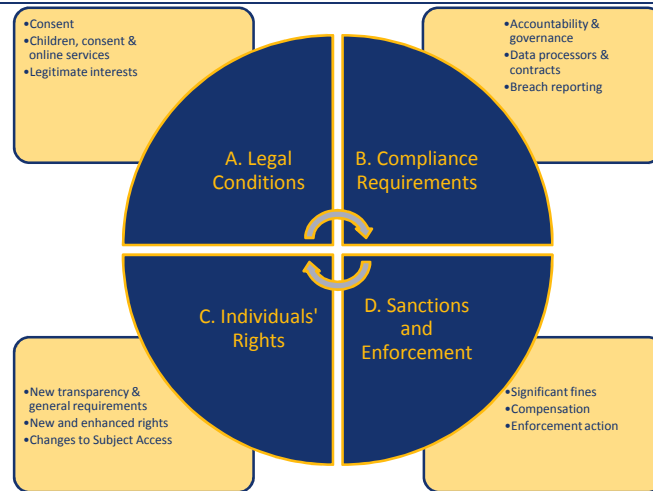 •Consent
•Children, consent &
online services
•Legitimate interests
•Accountability &
governance
•Data processors &
contracts
•Breach reporting
A. Legal
Conditions
B. Compliance
Requirements
C. Individuals'
Rights
D. Sanctions
and
Enforcement
•New transparency &
general requirements
•New and enhanced rights
•Changes to Subject Access
•Significant fines
•Compensation
•Enforcement action